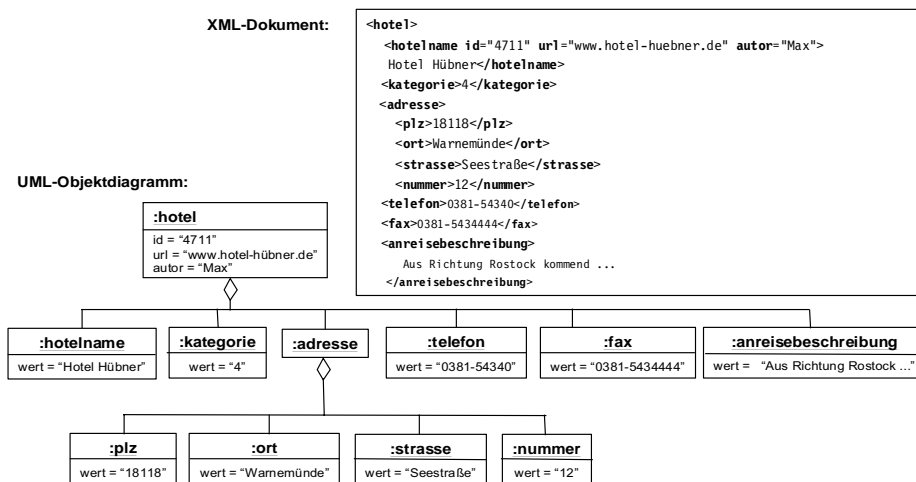 XML-Dokument:
<hotel>
<hotelname id="4711" url="www.hotel-huebner.de" autor="Max">
Hotel Hübner</hotelname>
<kategorie>4</kategorie>
<adresse>
<plz>18118</plz>
<ort>Warnemünde</ort>
<strasse>Seestraße</strasse>
<nummer>12</nummer>
<telefon>0381-54340</telefon>
<fax>0381-5434444</fax>
<anreisebeschreibung>
Aus Richtung Rostock kommend ...
</anreisebeschreibung>
UML-Objektdiagramm:
:hotel
id = “4711”
url = “www.hotel-hübner.de”
autor = “Max”
:hotelname
wert = “Hotel Hübner”
:kategorie
wert = “4”
:adresse
:telefon
wert = “0381-54340”
:fax
wert = “0381-5434444”
:anreisebeschreibung
wert = “Aus Richtung Rostock ...”
:plz
wert = “18118”
:ort
wert = “Warnemünde”
:strasse
wert = “Seestraße”
:nummer
wert = “12”